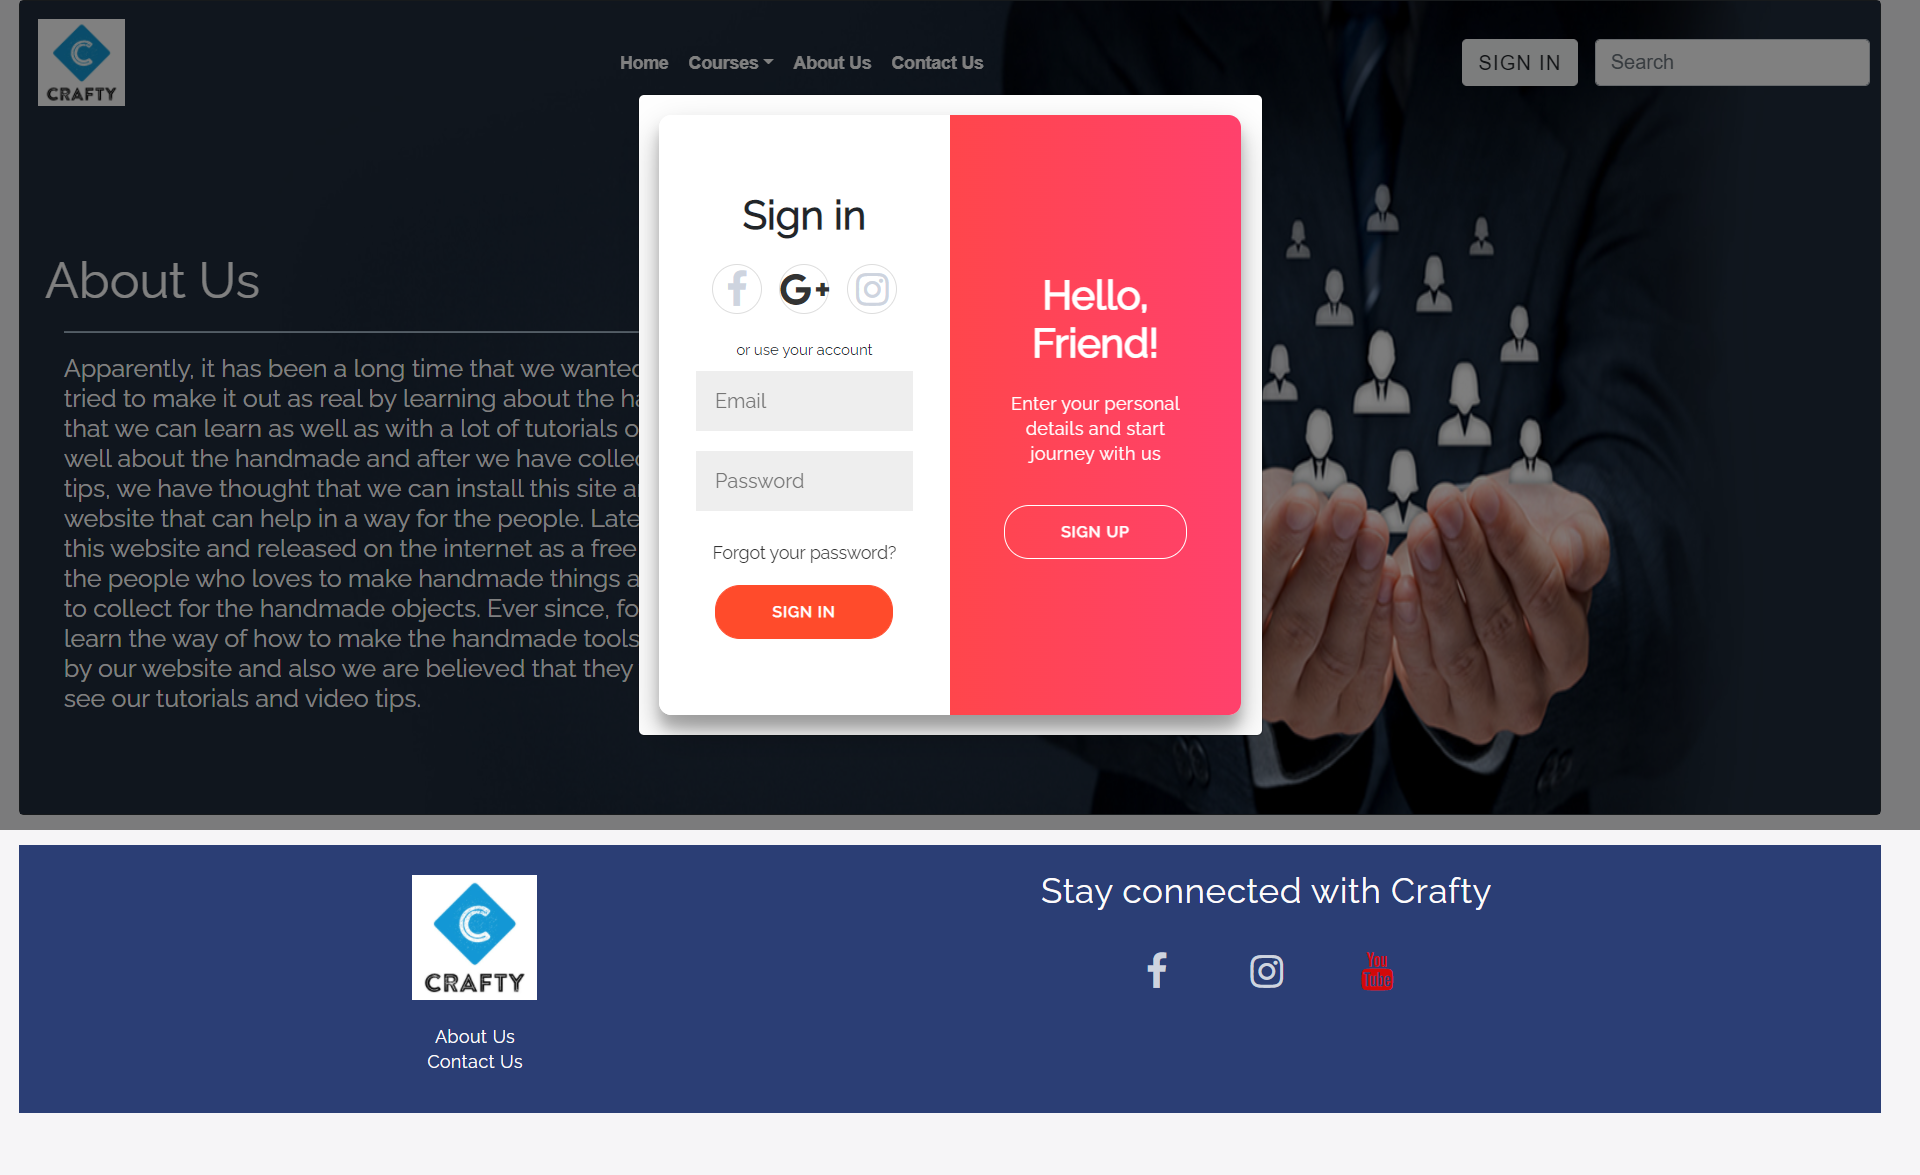 C
CRAFTY
Home
Courses
About Us
Contact Us
SIGN IN
Search
About Us
Apparently, it has been a long time that we wanted
tried to make it out as real by learning about the
that we can learn as well as with a lot of tutorials
well about the handmade and after we have
tips, we have thought that we can install this site
website that can help in a way for the people.
this website and released on the internet as a free
the people who loves to make handmade things
to collect for the handmade objects. Ever since,
learn the way of how to make the handmade tools
by our website and also we are believed that they
see our tutorials and video tips.
Sign in
G+
or use your account
Email
Password
Forgot your password?
SIGN IN
Hello,
Friend!
Enter your personal
details and start
journey with us
SIGN UP
C
CRAFTY
About Us
Contact Us
Stay connected with Crafty
You
Tube